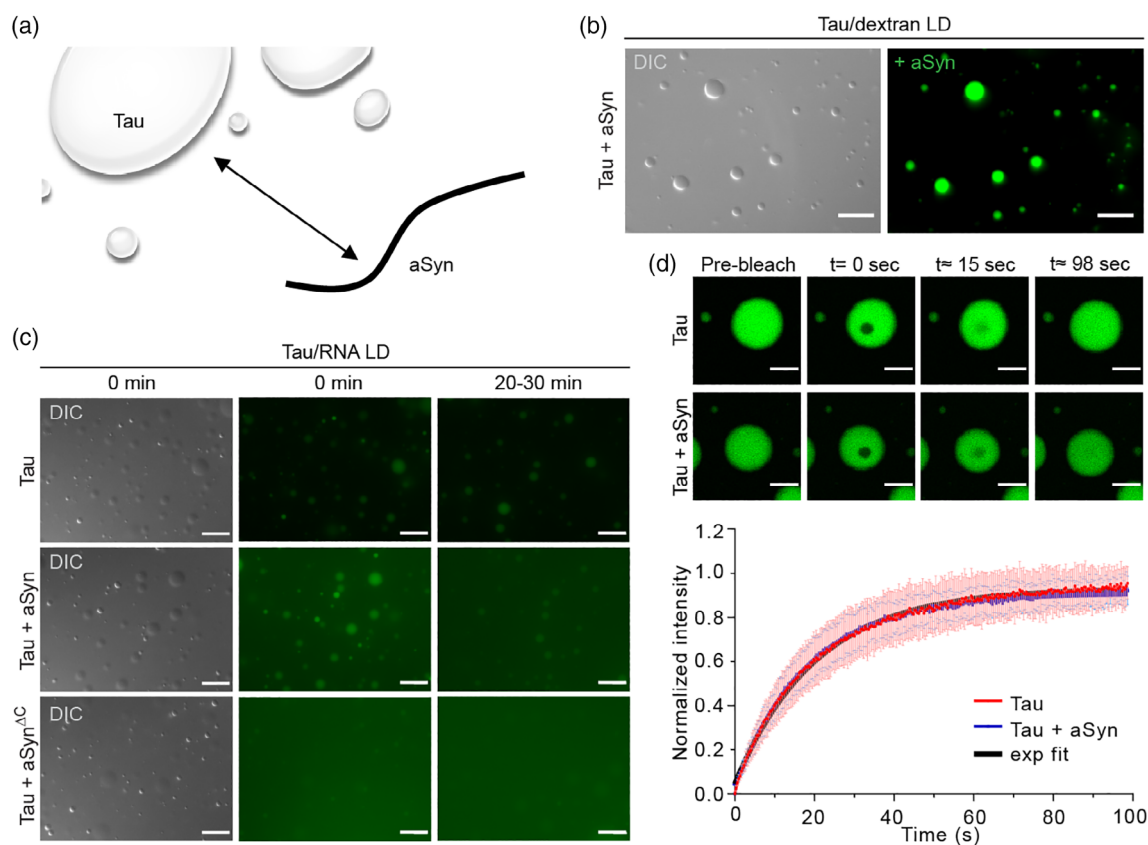 (a)
Tau
aSyn
(b)
Tau/dextran LD
DIC
+ aSyn
Tau + aSyn
(c)
Tau/RNA LD
0 min
0 min
20-30 min
DIC
Tau
DIC
Tau + aSyn
DIC
Tau + aSynΔC
(d)
Pre-bleach
t= 0 sec
t≈ 15 sec
t≈ 98 sec
Tau
Tau + aSyn
1.2
1.0
0.8
0.6
0.4
0.2
0.0
Normalized intensity
Tau
Tau + aSyn
exp fit
0
20
40
60
80
100
Time (s)